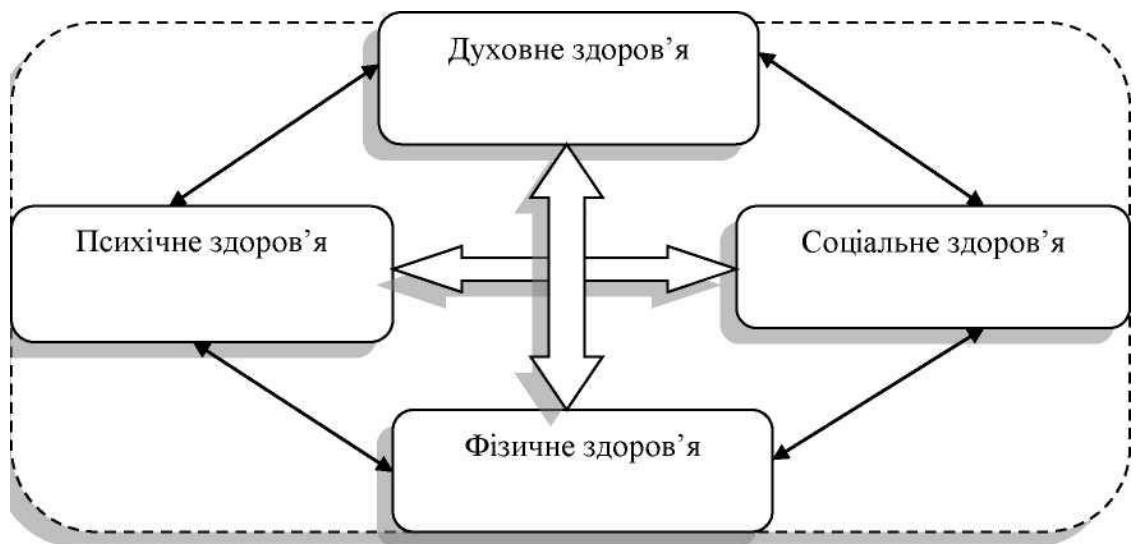 Духовне здоров’я
Психічне здоров’я
Соціальне здоров’я
Фізичне здоров’я